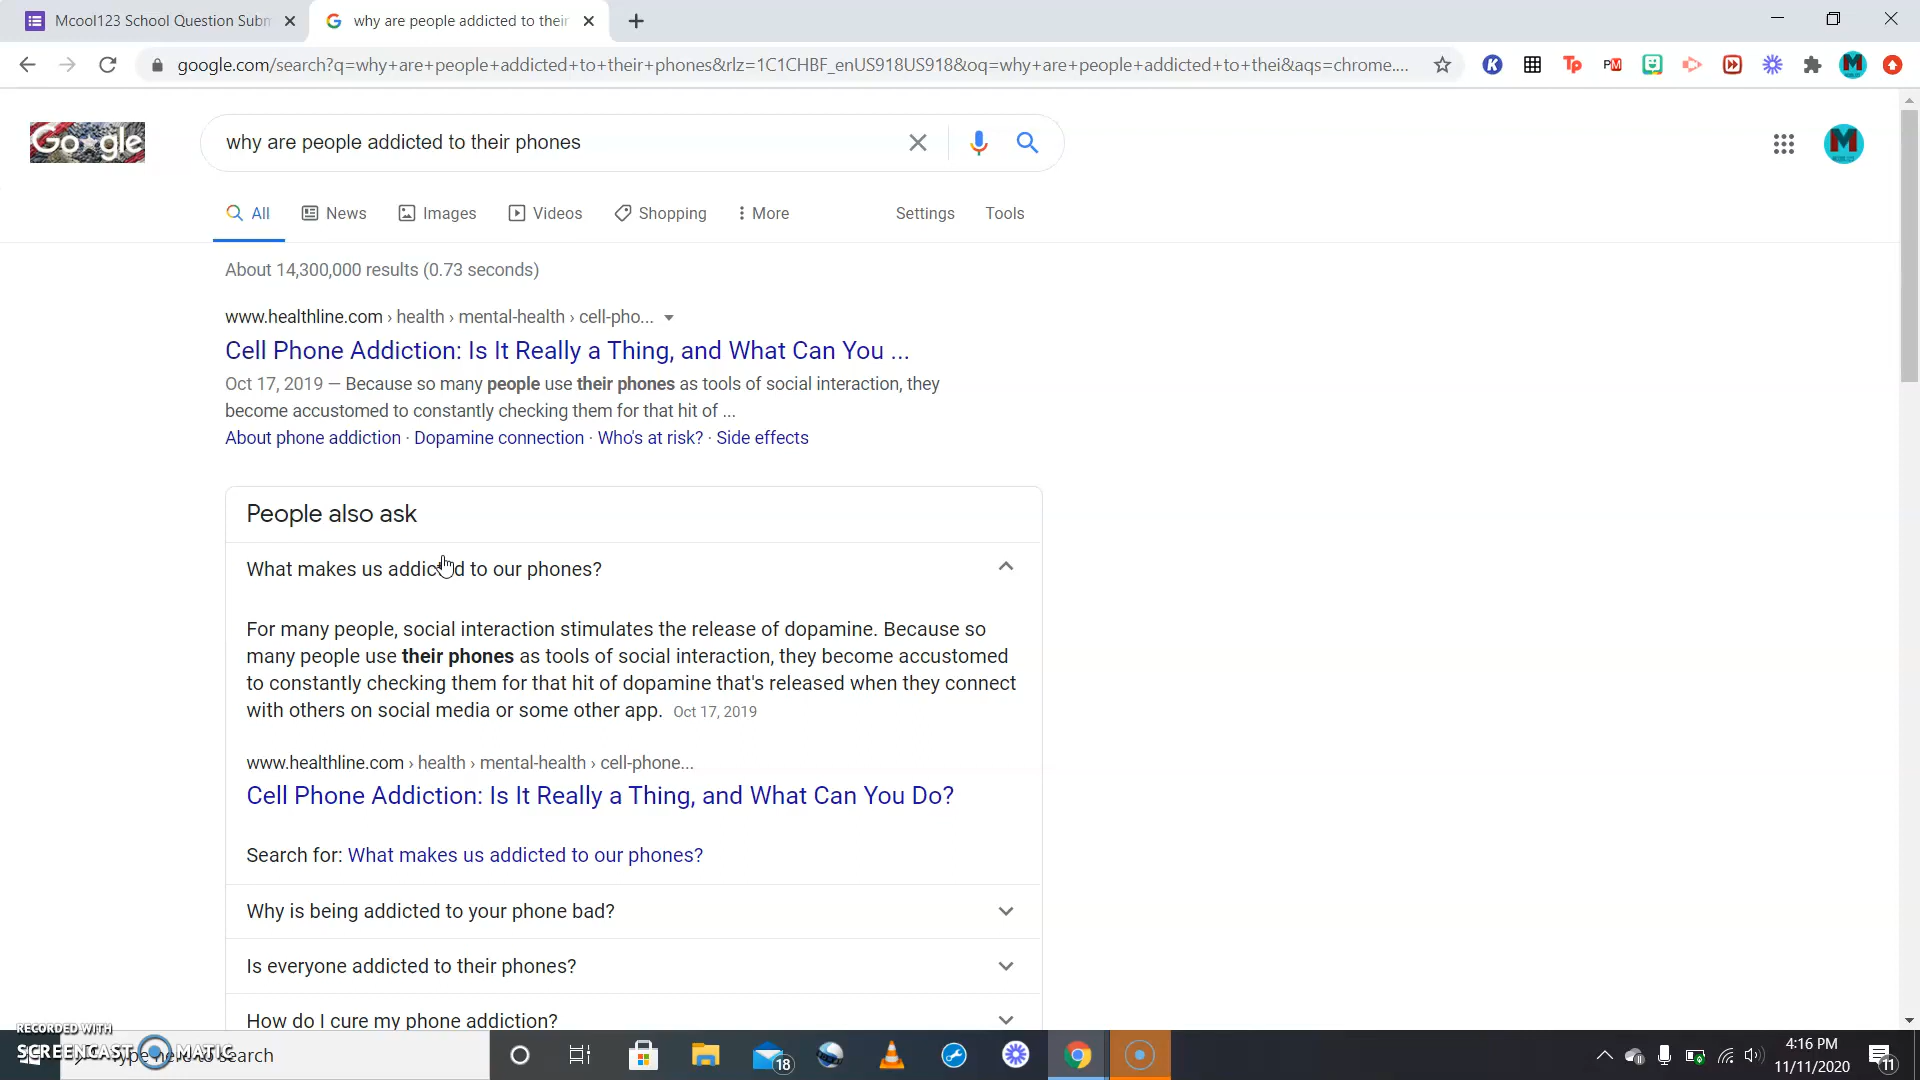 Mcool123 School Question Subm
why are people addicted to their
google.com/search?q=why+are+people+addicted+to+their+phones&rlz=1C1CHBF_enUS918US918&oq=why+are+people+addicted+to+thei&aqs=chrome....
Google
why are people addicted to their phones
All News Images Videos Shopping More Settings Tools
About 14,300,000 results (0.73 seconds)
www.healthline.com › health › mental-health › cell-pho...
Cell Phone Addiction: Is It Really a Thing, and What Can You ...
Oct 17, 2019 — Because so many people use their phones as tools of social interaction, they
become accustomed to constantly checking them for that hit of ...
About phone addiction · Dopamine connection · Who's at risk? · Side effects
People also ask
What makes us addicted to our phones?
For many people, social interaction stimulates the release of dopamine. Because so
many people use their phones as tools of social interaction, they become accustomed
to constantly checking them for that hit of dopamine that's released when they connect
with others on social media or some other app. Oct 17, 2019
www.healthline.com › health › mental-health › cell-phone...
Cell Phone Addiction: Is It Really a Thing, and What Can You Do?
Search for: What makes us addicted to our phones?
Why is being addicted to your phone bad?
Is everyone addicted to their phones?
How do I cure my phone addiction?
RECORDED WITH
SCREENCAST MATIC
Type here to search
18
4:16 PM
11/11/2020
11